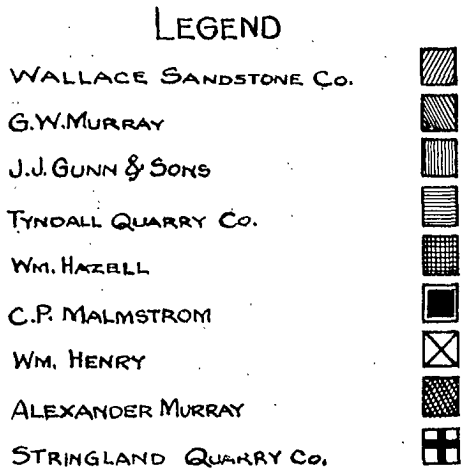 LEGEND
WALLACE SANDSTONE CO.
G.W. MURRAY
J.J. GUNN & SONS
TYNDALL QUARRY CO.
WM. HAZELL
C.P. MALMSTROM
WM. HENRY
ALEXANDER MURRAY
STRINGLAND QUARRY CO.